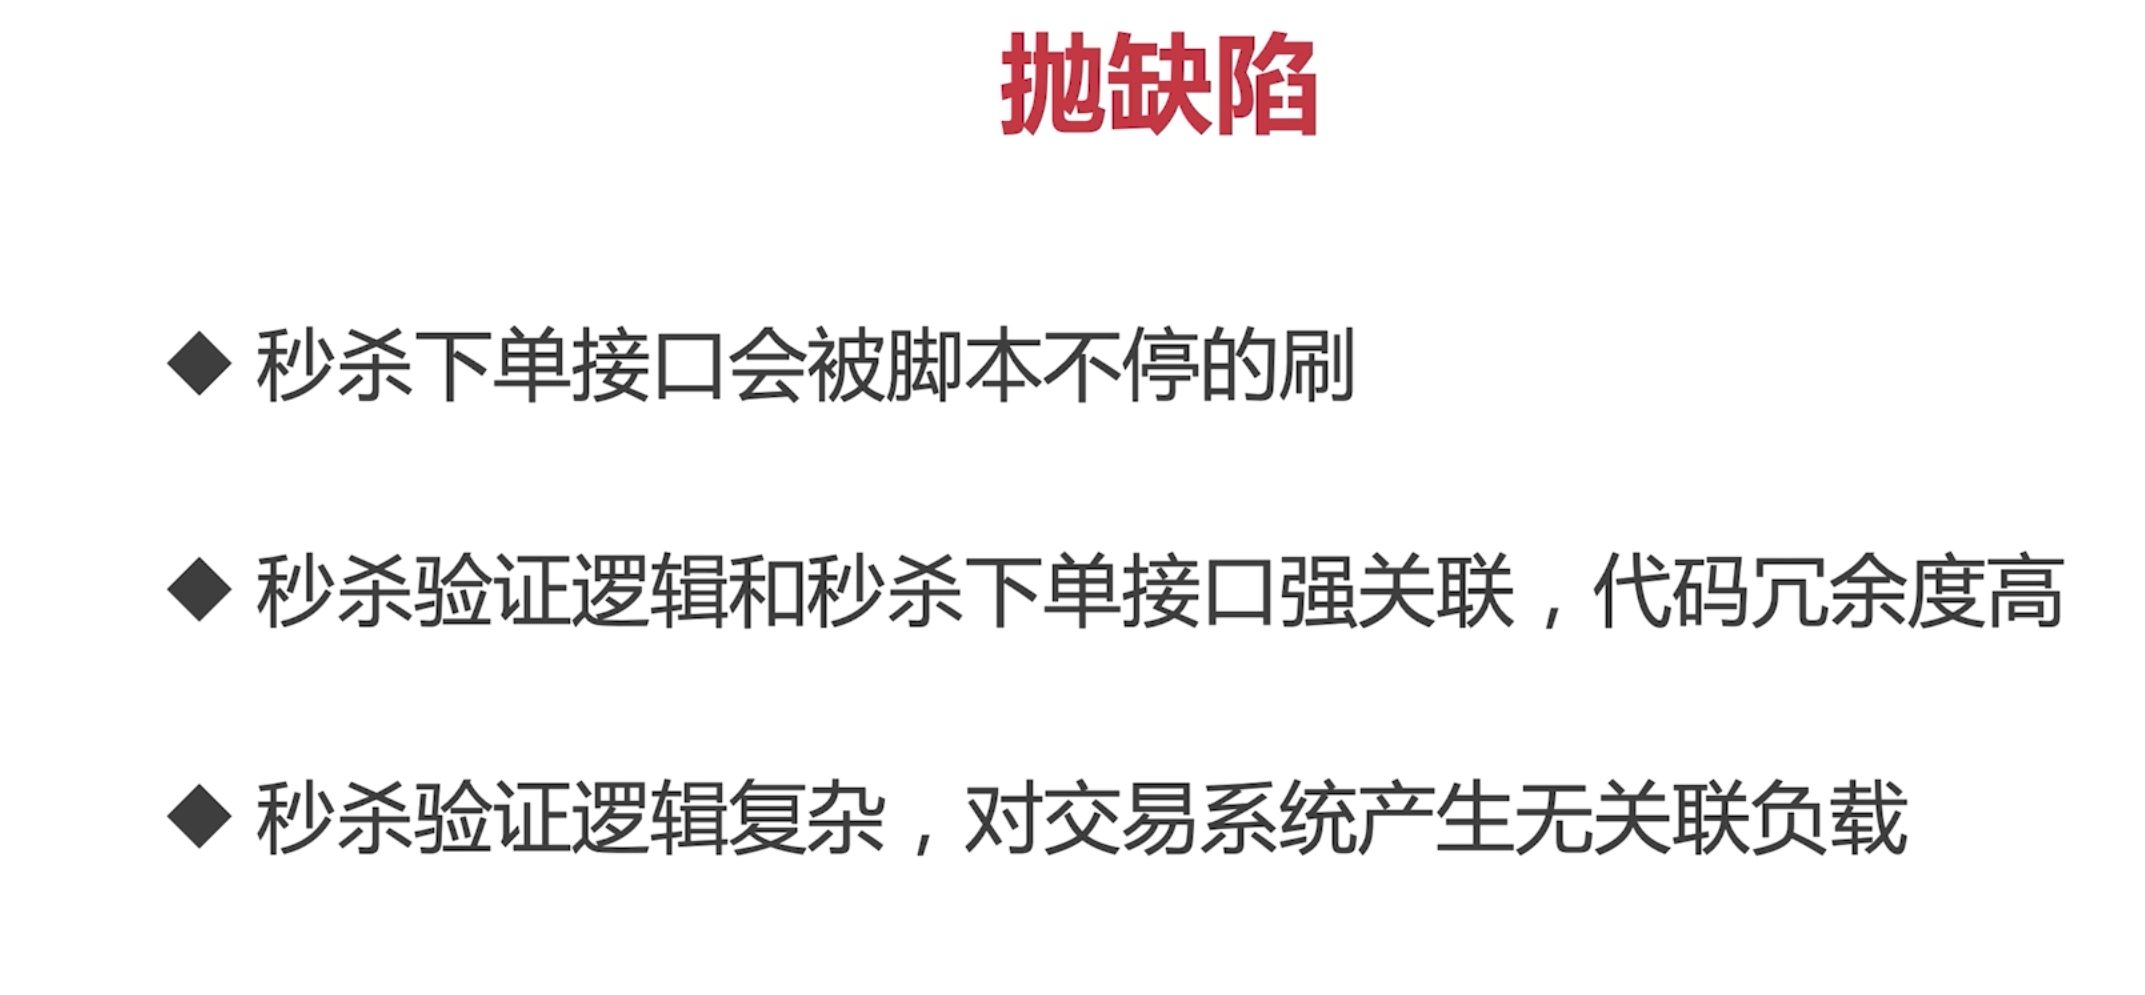 抛缺陷
◆ 秒杀下单接口会被脚本不停的刷
◆ 秒杀验证逻辑和秒杀下单接口强关联，代码冗余度高
◆ 秒杀验证逻辑复杂，对交易系统产生无关联负载